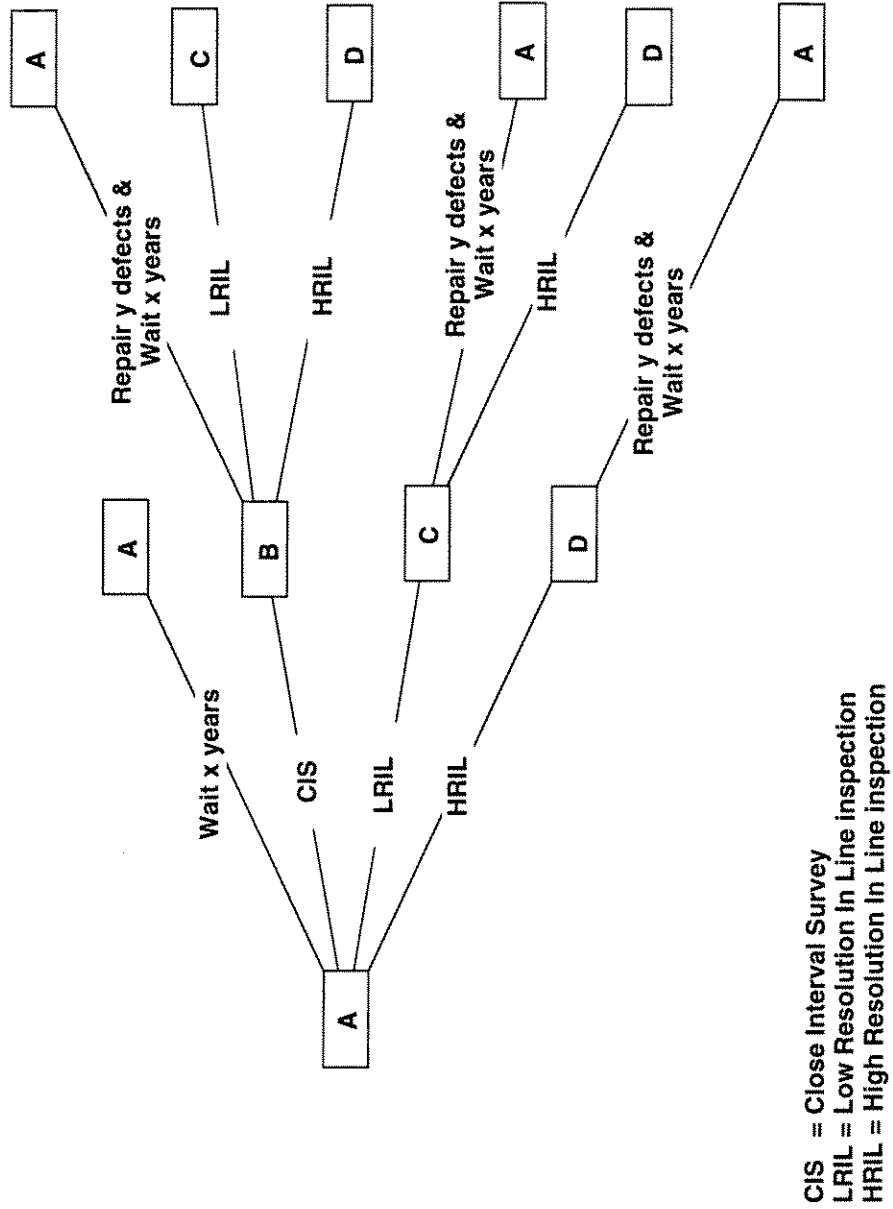 A
Wait x years
CIS
LRIL
HRIL
A
B
C
D
Repair y defects &
Wait x years
LRIL
HRIL
Repair y defects &
Wait x years
HRIL
Repair y defects &
Wait x years
A
C
D
A
D
A
CIS = Close Interval Survey
LRIL = Low Resolution In Line inspection
HRIL = High Resolution In Line inspection